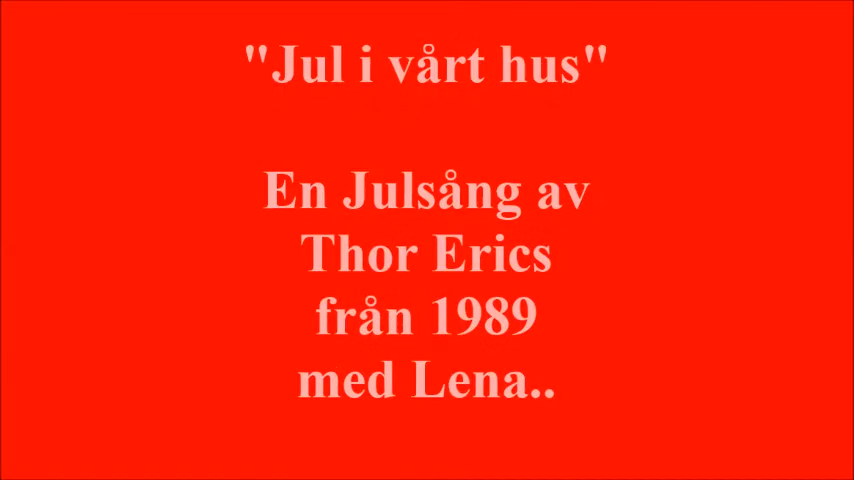 "Jul i vårt hus"
En Julsång av
Thor Erics
från 1989
med Lena..